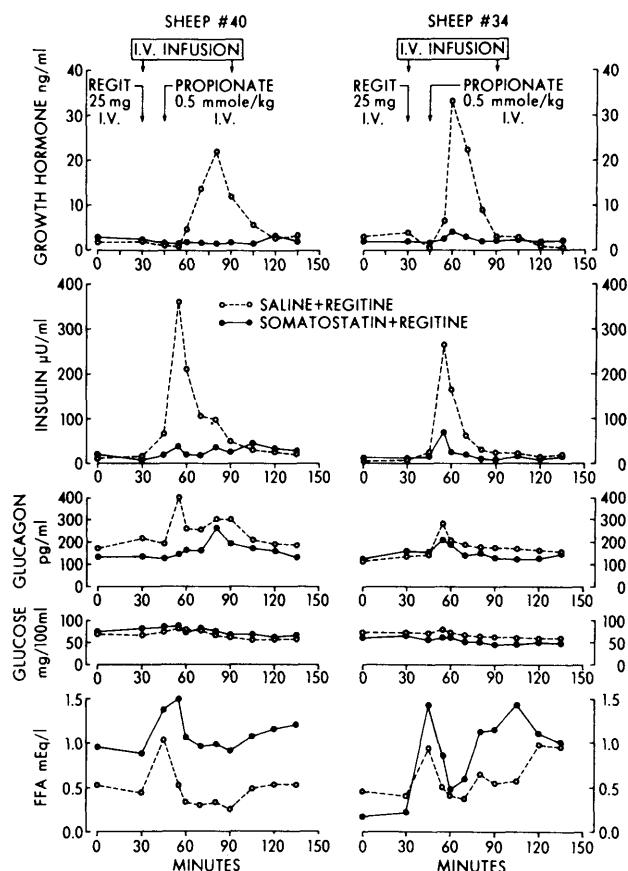 SHEEP #40
SHEEP #34
I.V. INFUSION
I.V. INFUSION
REGIT
25 mg
I.V.
PROPIONATE
0.5 mmole/kg
I.V.
REGIT
25 mg
I.V.
PROPIONATE
0.5 mmole/kg
I.V.
GROWTH HORMONE ng/ml
40
30
20
10
0
40
30
20
10
0
0 30 60 90 120 150
0 30 60 90 120 150
INSULIN µU/ml
400
300
200
100
0
400
300
200
100
0
SALINE+REGITINE
SOMATOSTATIN+REGITINE
0 30 60 90 120 150
0 30 60 90 120 150
GLUCAGON
pg/ml
400
300
200
100
0
400
300
200
100
0
0 30 60 90 120 150
0 30 60 90 120 150
GLUCOSE
mg/100ml
100
50
0
100
50
0
0 30 60 90 120 150
0 30 60 90 120 150
FFA mEq/l
1.5
1.0
0.5
0.0
1.5
1.0
0.5
0.0
0 30 60 90 120 150
0 30 60 90 120 150
MINUTES
MINUTES